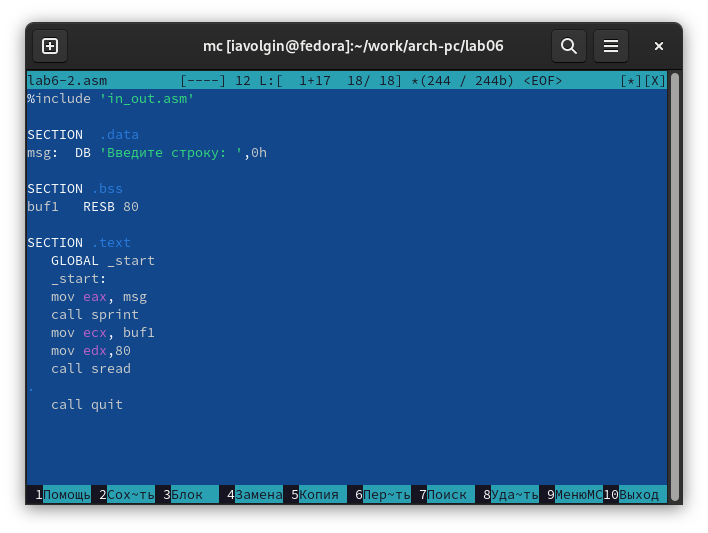 mc [iavolgin@fedora]:~/work/arch-pc/lab06
lab6-2.asm [----] 12 L:[ 1+17 18/ 18] *(244 / 244b) <EOF> [*][X]
%include 'in_out.asm'
SECTION .data
msg: DB 'Введите строку: ',0h
SECTION .bss
buf1 RESB 80
SECTION .text
GLOBAL _start
_start:
mov eax, msg
call sprint
mov ecx, buf1
mov edx,80
call sread
.
call quit
1Помощь 2Сох~ть 3Блок 4Замена 5Копия 6Пер~ть 7Поиск 8Уда~ть 9МенюМС 10Выход